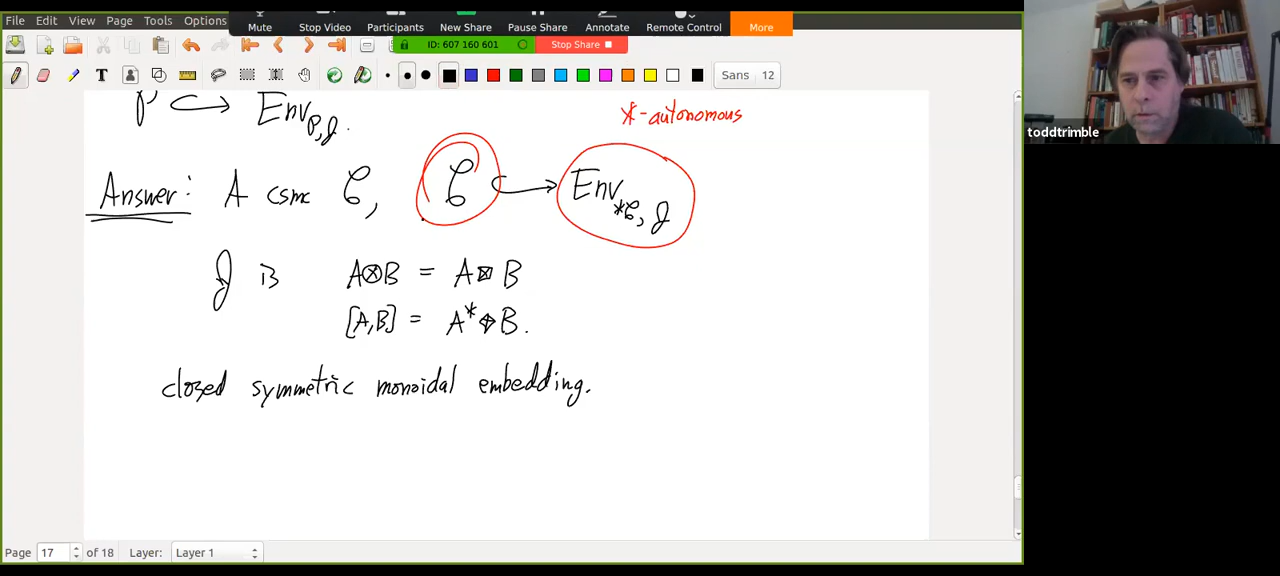 File Edit View Page Tools Options
Mute Stop Video Participants New Share Pause Share Annotate Remote Control More
ID: 607 160 601 Stop Share
T Sans 12
toddtrimble
P ↪ Env_{P,J}.
*-autonomous
Answer: A csmc C, C ↪ Env_{*C, J}
J is A⊗B = A⊠B
[A,B] = A* ⊕ B.
closed symmetric monoidal embedding.
Page 17 of 18 Layer: Layer 1